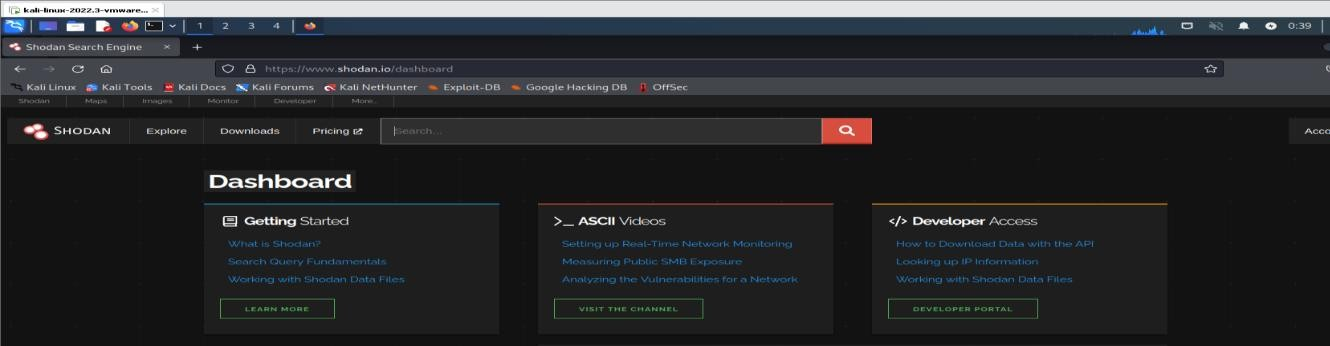 kali-linux-2022.3-vmware...
1 2 3 4 0:39
Shodan Search Engine
https://www.shodan.io/dashboard
Kali Linux Kali Tools Kali Docs Kali Forums Kali NetHunter Exploit-DB Google Hacking DB OffSec
Shodan Maps Images Monitor Developer More...
SHODAN Explore Downloads Pricing Search... Acco
Dashboard
Getting Started >_ ASCII Videos </> Developer Access
What is Shodan? Setting up Real-Time Network Monitoring How to Download Data with the API
Search Query Fundamentals Measuring Public SMB Exposure Looking up IP Information
Working with Shodan Data Files Analyzing the Vulnerabilities for a Network Working with Shodan Data Files
LEARN MORE VISIT THE CHANNEL DEVELOPER PORTAL